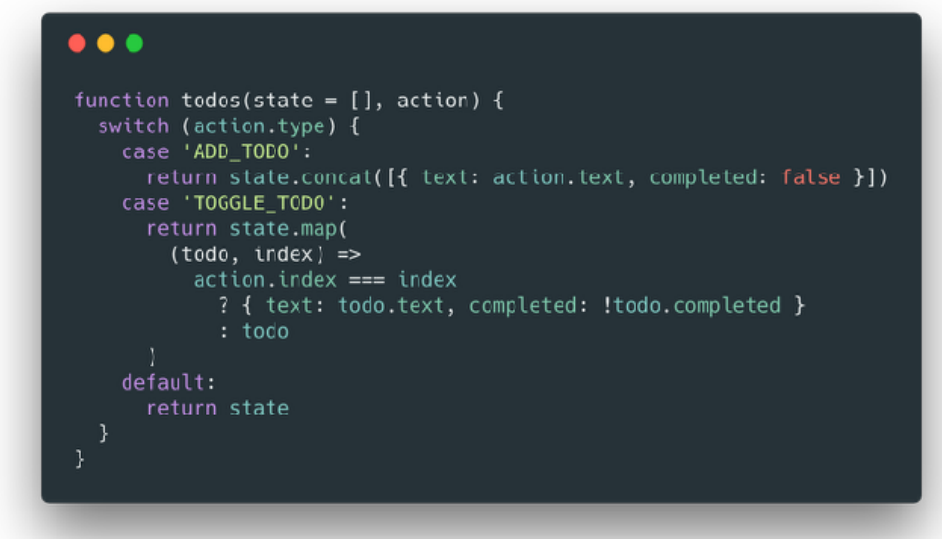 function todos(state = [], action) {
  switch (action.type) {
    case 'ADD_TODO':
      return state.concat([{ text: action.text, completed: false }])
    case 'TOGGLE_TODO':
      return state.map(
        (todo, index) =>
          action.index === index
            ? { text: todo.text, completed: !todo.completed }
            : todo
      )
    default:
      return state
  }
}